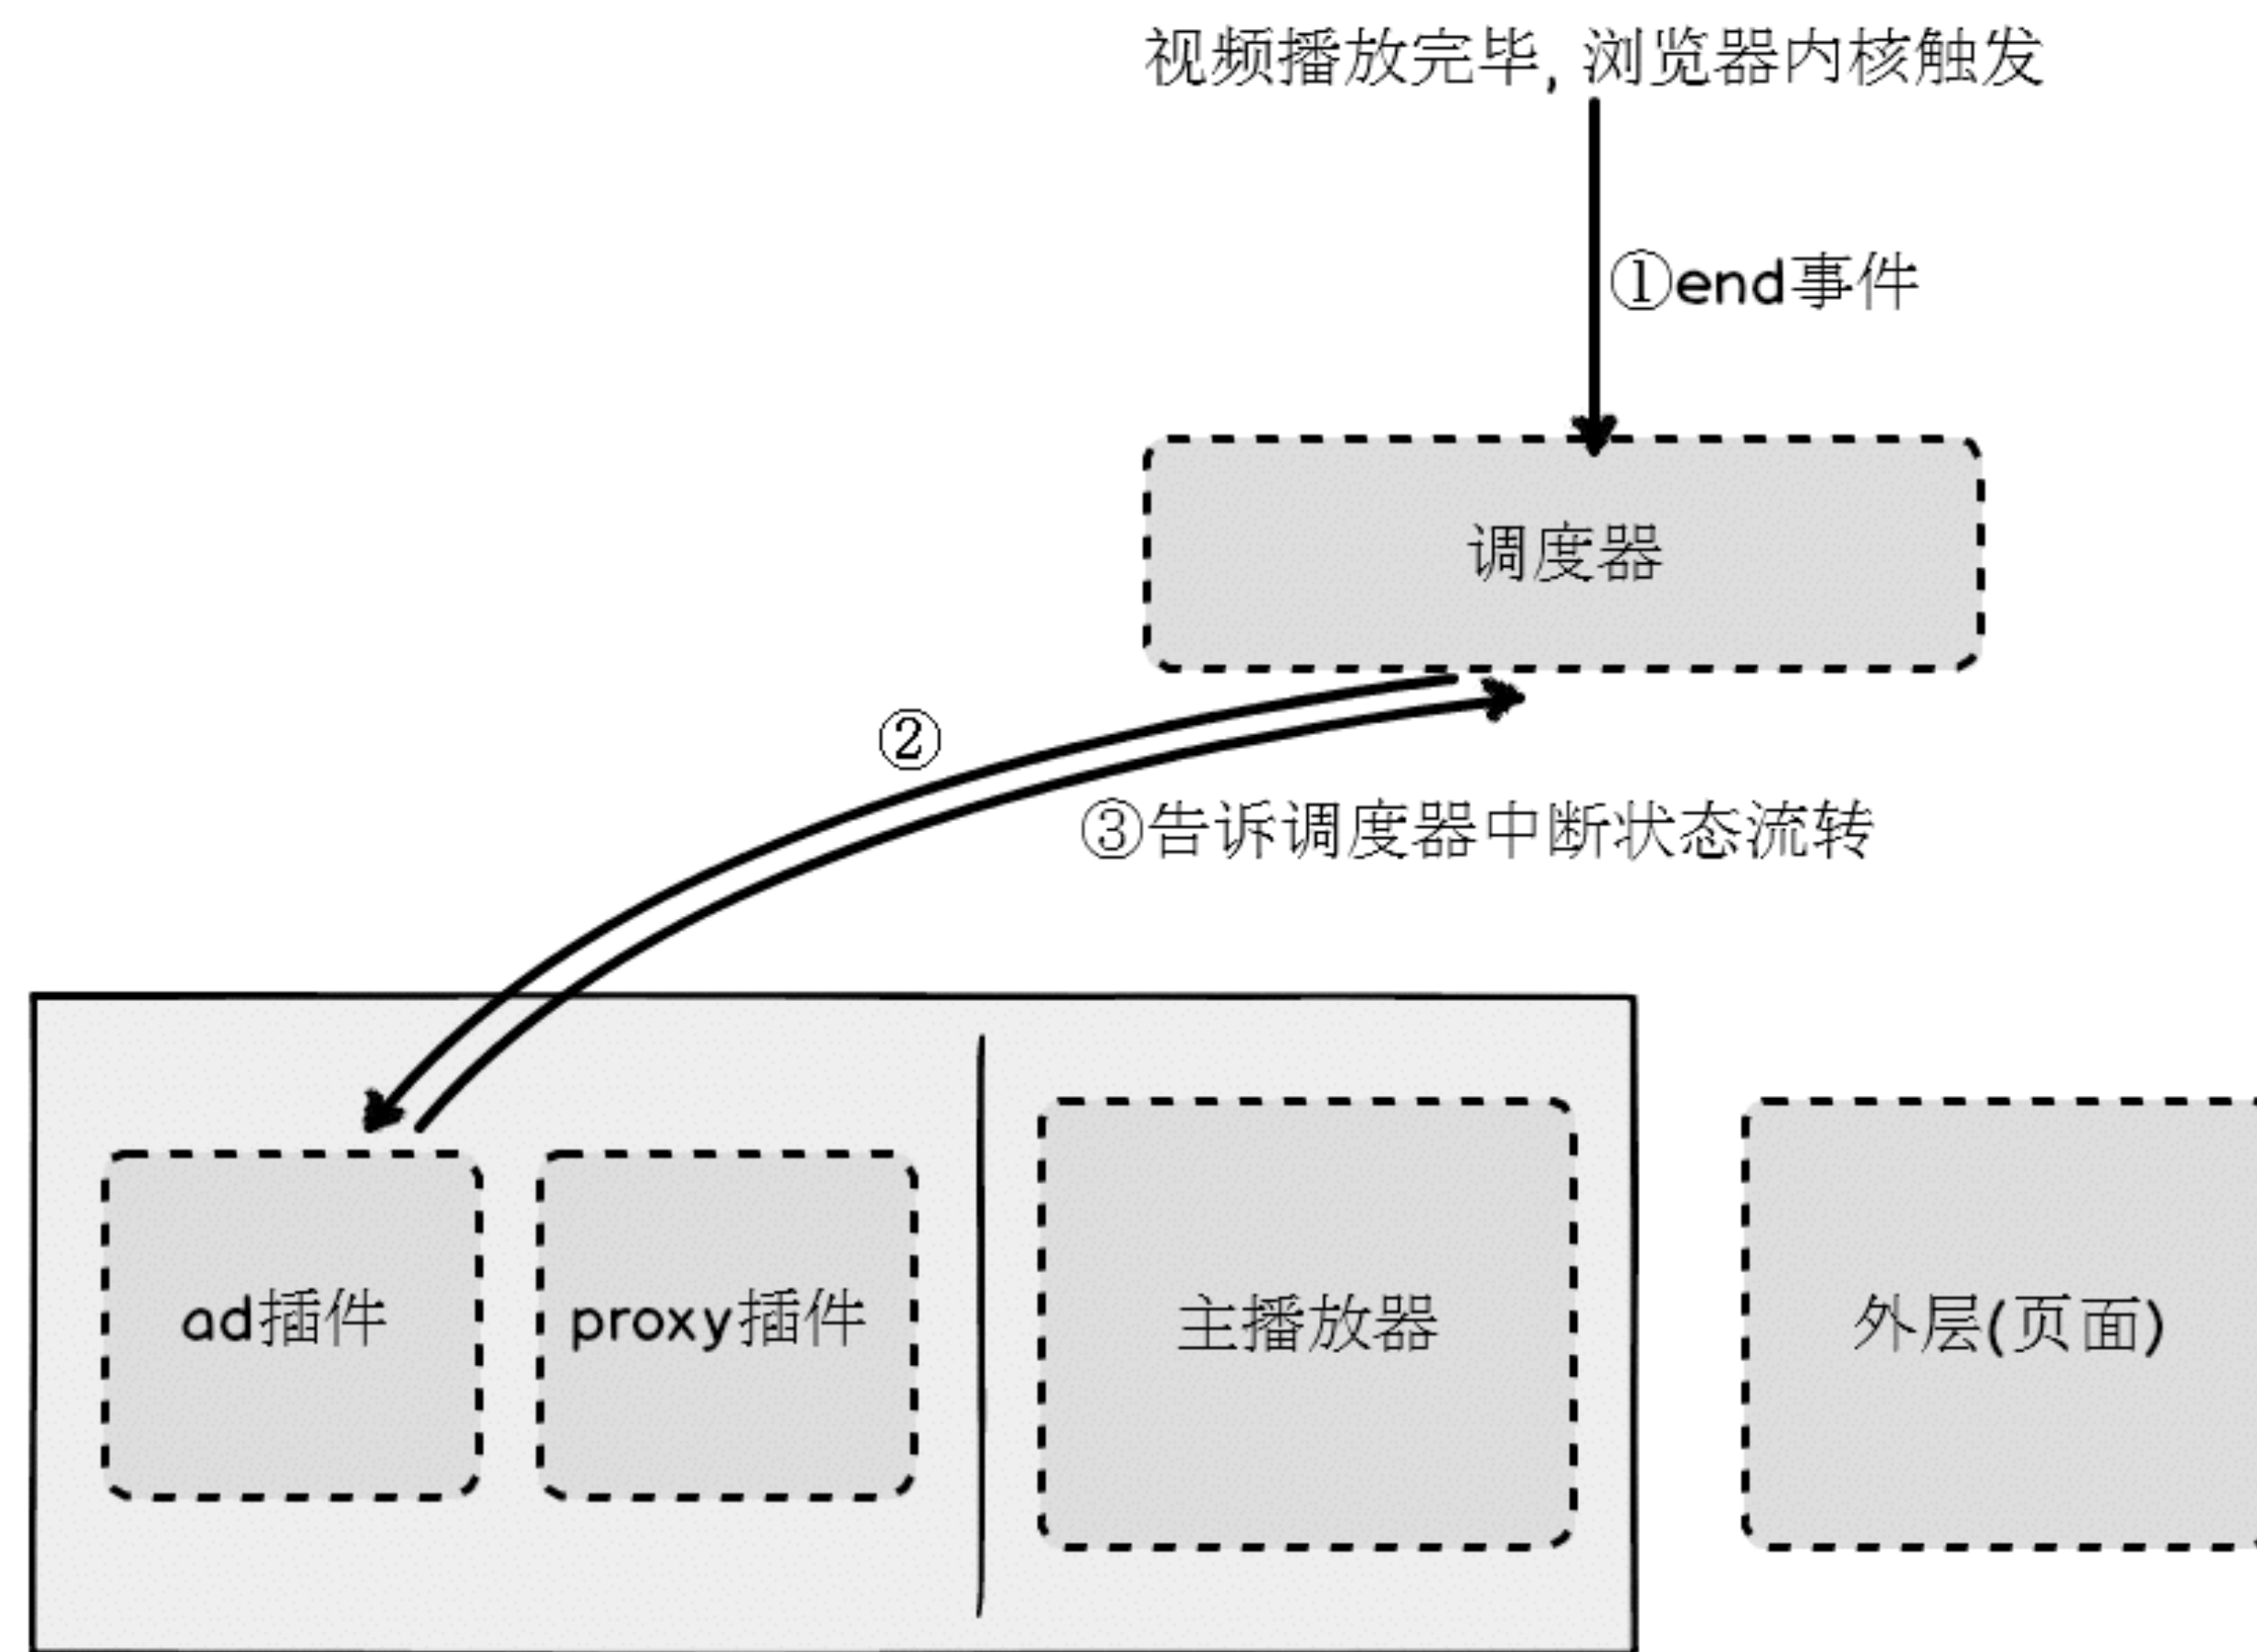 视频播放完毕, 浏览器内核触发
①end事件
调度器
②
③告诉调度器中断状态流转
ad插件
proxy插件
主播放器
外层(页面)